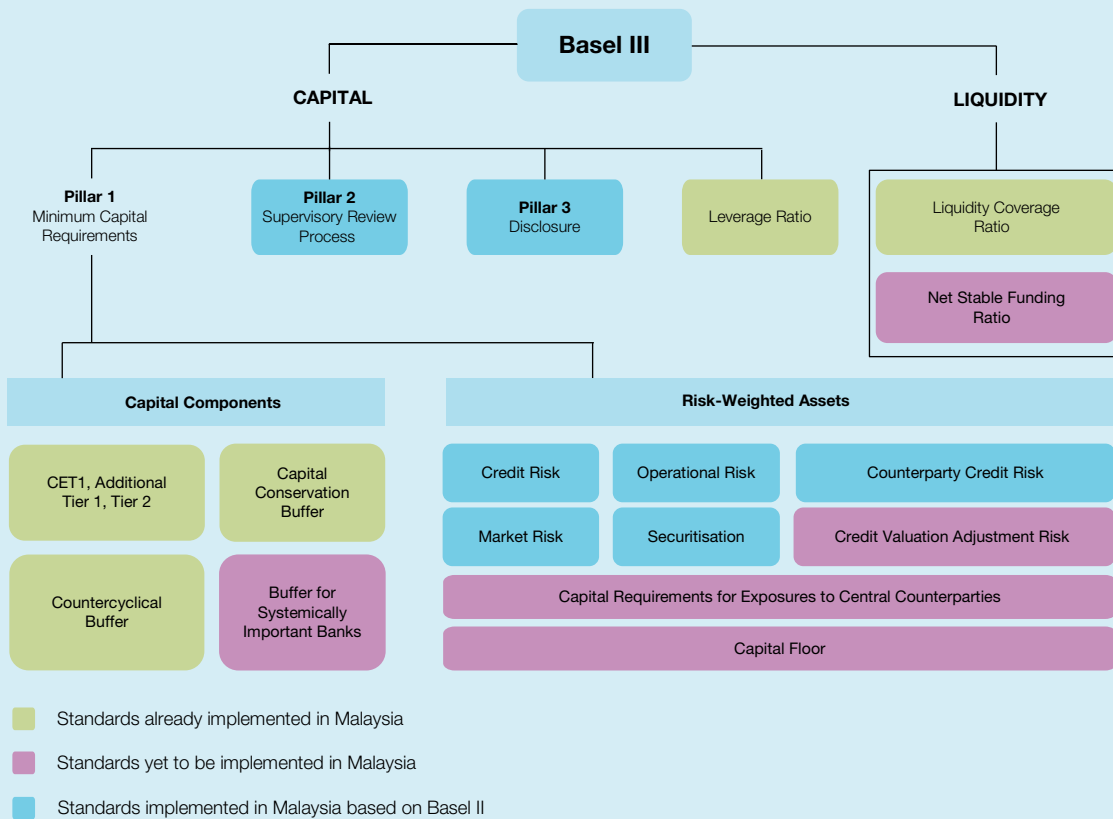 Basel III
CAPITAL
LIQUIDITY
Pillar 1
Minimum Capital
Requirements
Pillar 2
Supervisory Review
Process
Pillar 3
Disclosure
Leverage Ratio
Liquidity Coverage
Ratio
Net Stable Funding
Ratio
Capital Components
Risk-Weighted Assets
CET1, Additional
Tier 1, Tier 2
Capital
Conservation
Buffer
Countercyclical
Buffer
Buffer for
Systemically
Important Banks
Credit Risk
Operational Risk
Counterparty Credit Risk
Market Risk
Securitisation
Credit Valuation Adjustment Risk
Capital Requirements for Exposures to Central Counterparties
Capital Floor
Standards already implemented in Malaysia
Standards yet to be implemented in Malaysia
Standards implemented in Malaysia based on Basel II